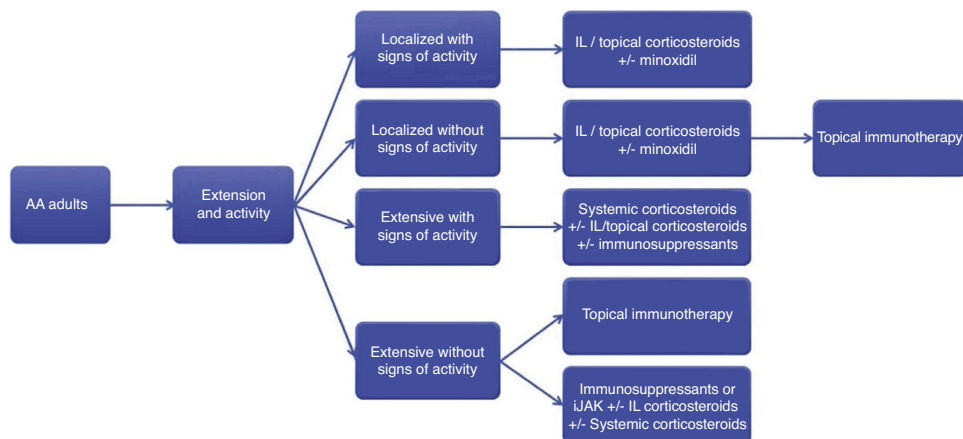 AA adults
Extension
and activity
Localized with
signs of activity
IL / topical corticosteroids
+/- minoxidil
Localized without
signs of activity
IL / topical corticosteroids
+/- minoxidil
Topical immunotherapy
Extensive with
signs of activity
Systemic corticosteroids
+/- IL/topical corticosteroids
+/- immunosuppressants
Extensive without
signs of activity
Topical immunotherapy
Immunosuppressants or
iJAK +/- IL corticosteroids
+/- Systemic corticosteroids